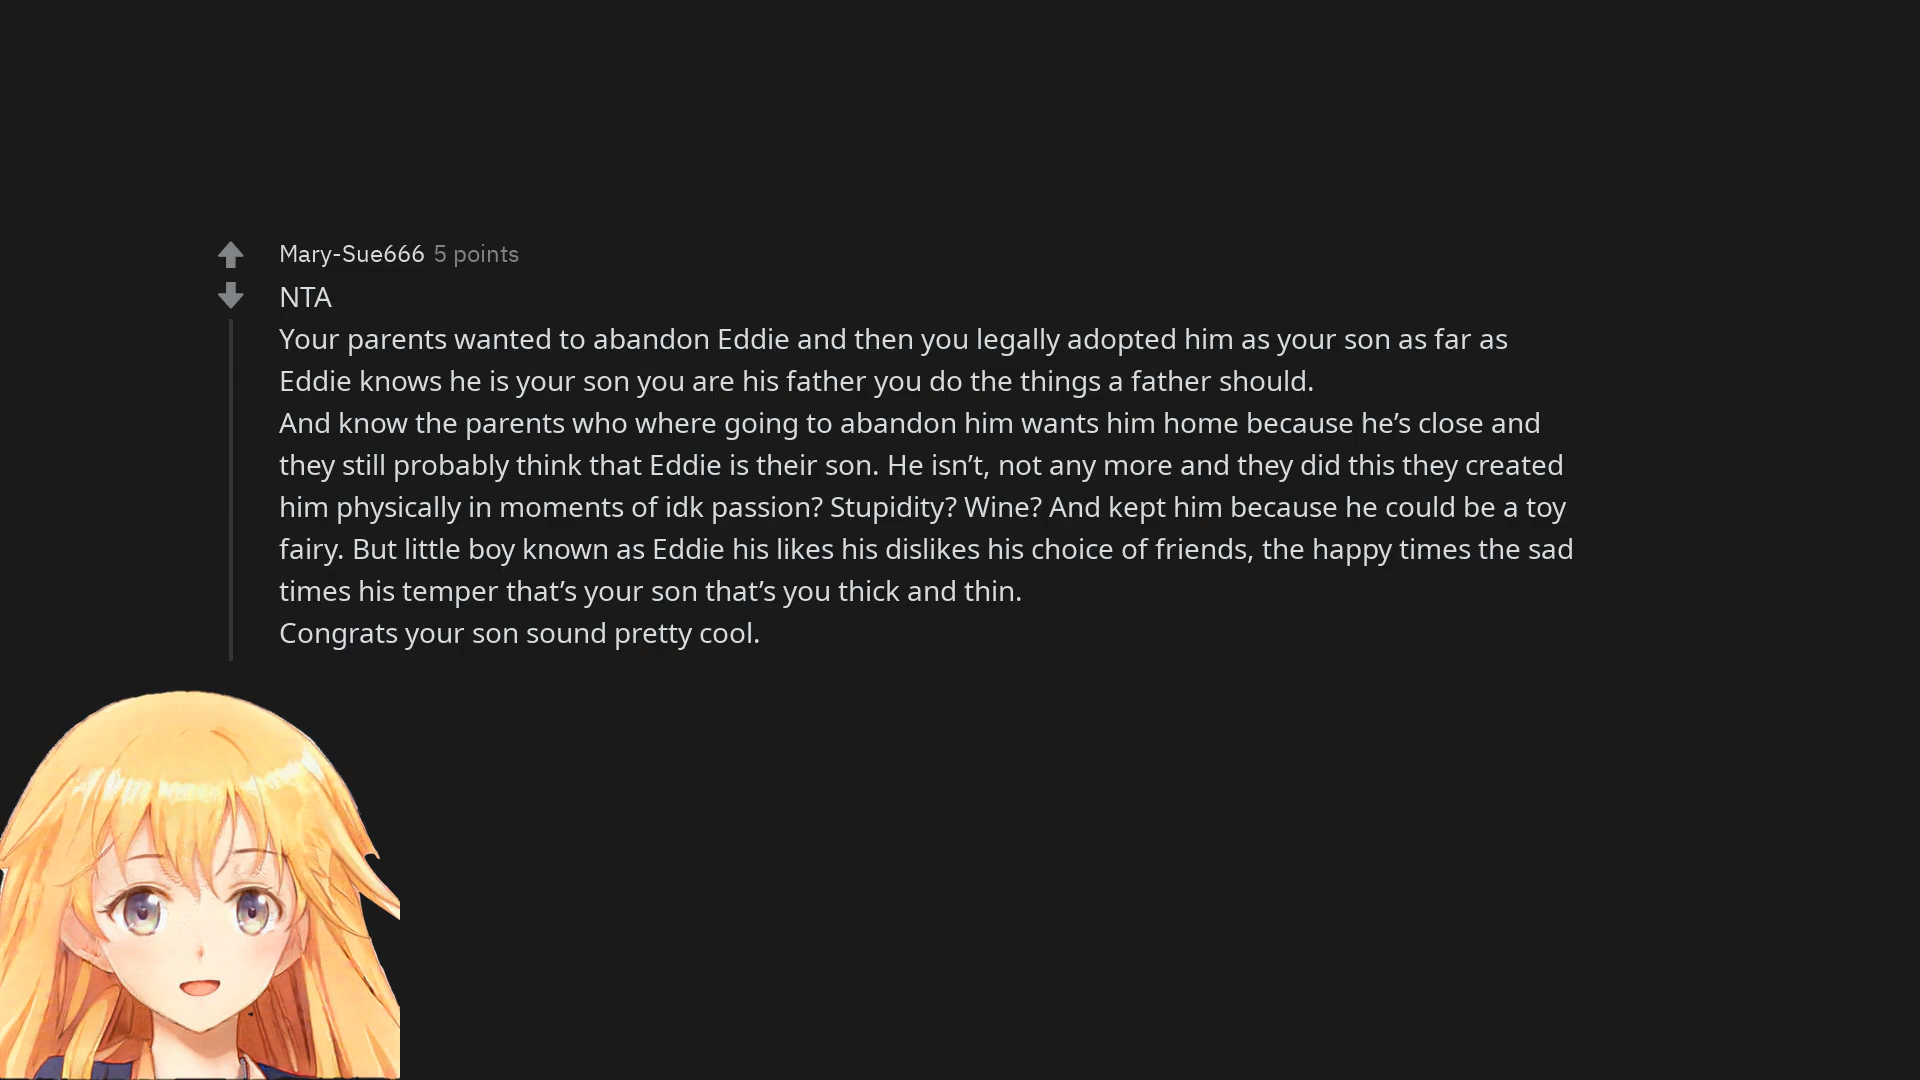 Mary-Sue666 5 points
NTA
Your parents wanted to abandon Eddie and then you legally adopted him as your son as far as
Eddie knows he is your son you are his father you do the things a father should.
And know the parents who where going to abandon him wants him home because he’s close and
they still probably think that Eddie is their son. He isn’t, not any more and they did this they created
him physically in moments of idk passion? Stupidity? Wine? And kept him because he could be a toy
fairy. But little boy known as Eddie his likes his dislikes his choice of friends, the happy times the sad
times his temper that’s your son that’s you thick and thin.
Congrats your son sound pretty cool.